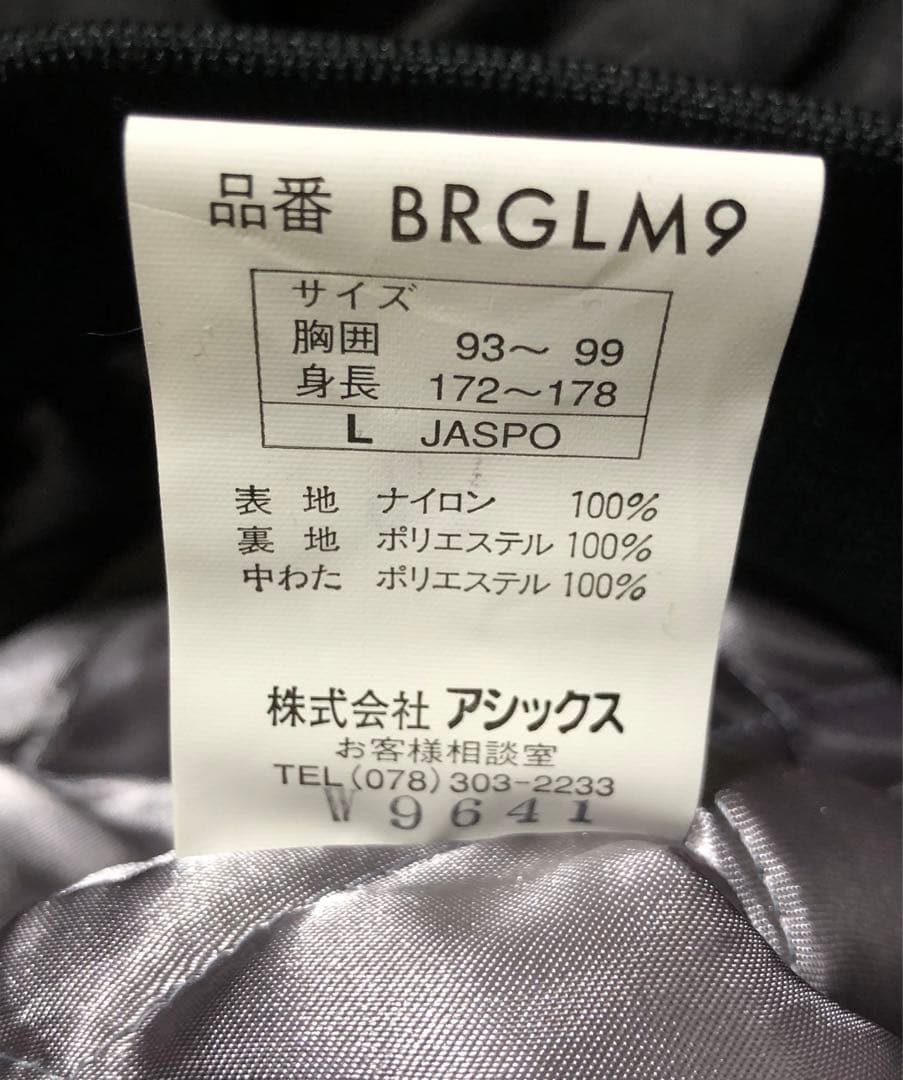 品番 BRGLM9
サイズ
胸囲 93〜 99
身長 172〜178
L JASPO
表 地 ナイロン 100%
裏 地 ポリエステル 100%
中わた ポリエステル 100%
株式会社 アシックス
お客様相談室
TEL(078)303-2233
W 9641